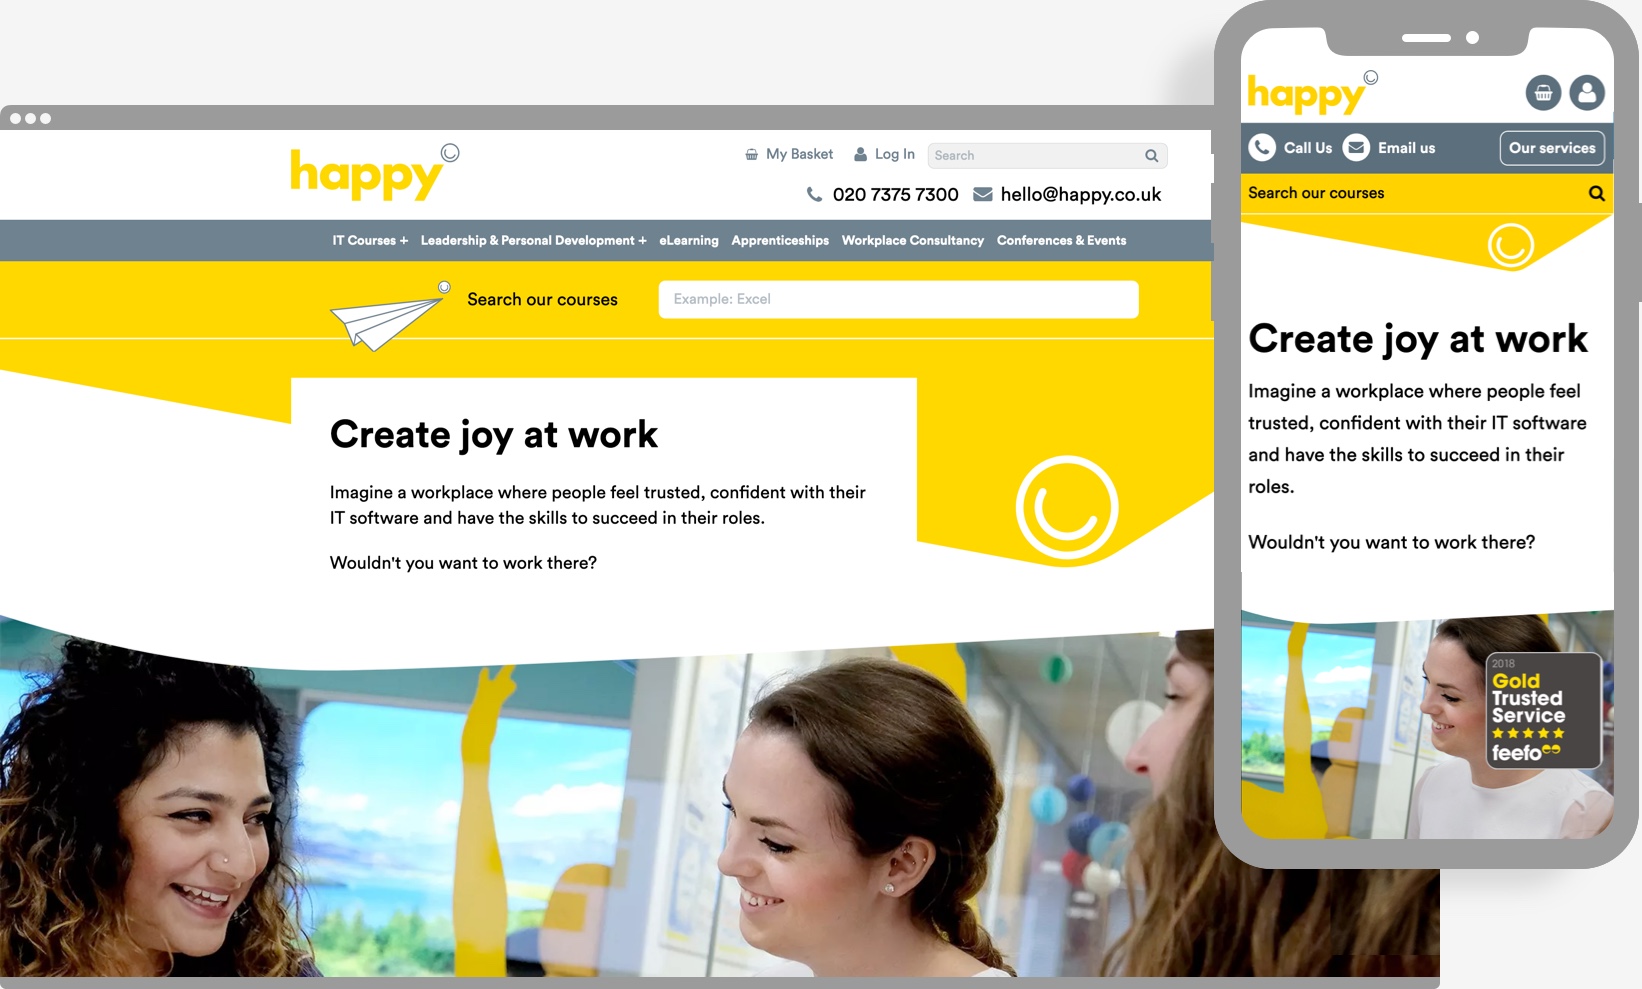 happy
My Basket
Log In
Search
020 7375 7300
hello@happy.co.uk
IT Courses +
Leadership & Personal Development +
eLearning
Apprenticeships
Workplace Consultancy
Conferences & Events
Search our courses
Example: Excel
Create joy at work
Imagine a workplace where people feel trusted, confident with their
IT software and have the skills to succeed in their roles.
Wouldn't you want to work there?
happy
Call Us
Email us
Our services
Search our courses
Create joy at work
Imagine a workplace where people feel
trusted, confident with their IT software
and have the skills to succeed in their
roles.
Wouldn't you want to work there?
2018
Gold
Trusted
Service
feefo